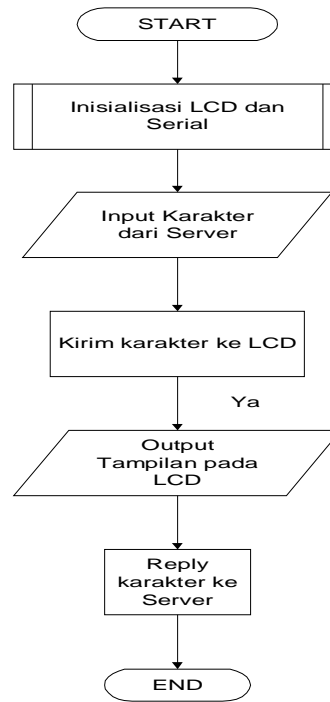 START
Inisialisasi LCD dan
Serial
Input Karakter
dari Server
Kirim karakter ke LCD
Ya
Output
Tampilan pada
LCD
Reply
karakter ke
Server
END